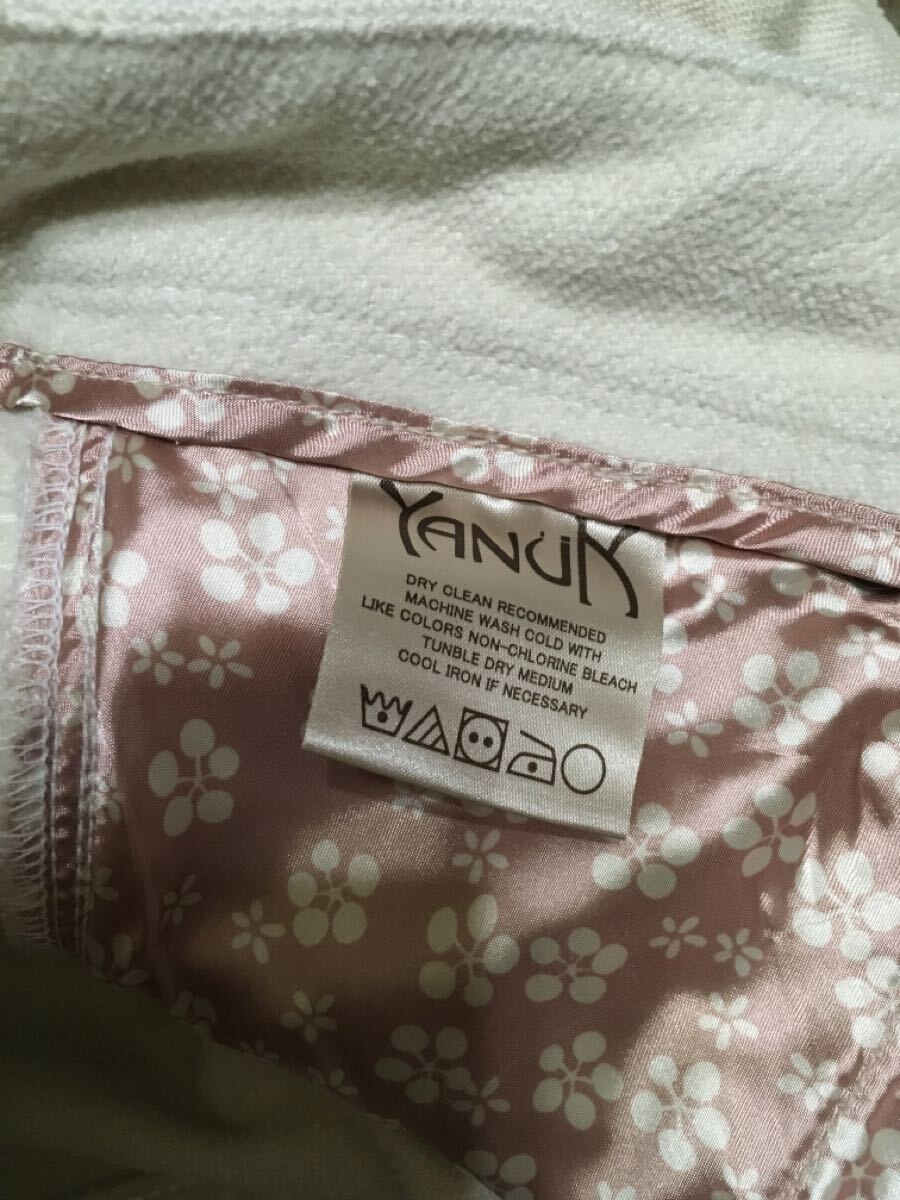 YANUK
DRY CLEAN RECOMMENDED
MACHINE WASH COLD WITH
LIKE COLORS NON-CHLORINE BLEACH
TUNBLE DRY MEDIUM
COOL IRON IF NECESSARY